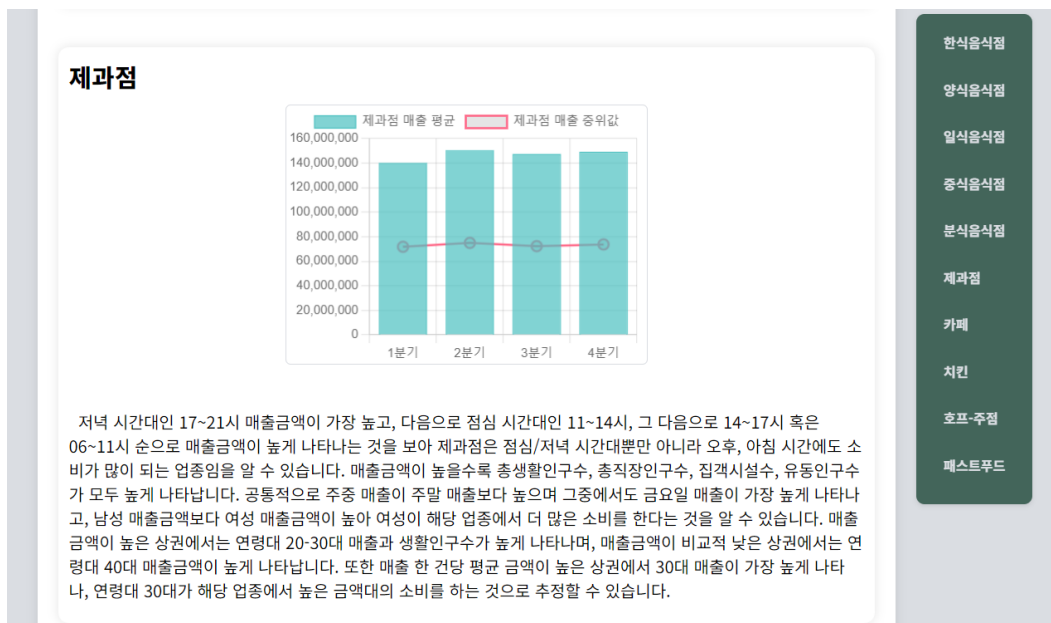 제과점
제과점 매출 평균 제과점 매출 중위값
160,000,000
140,000,000
120,000,000
100,000,000
80,000,000
60,000,000
40,000,000
20,000,000
0
1분기 2분기 3분기 4분기
저녁 시간대인 17~21시 매출금액이 가장 높고, 다음으로 점심 시간대인 11~14시, 그 다음으로 14~17시 혹은
06~11시 순으로 매출금액이 높게 나타나는 것을 보아 제과점은 점심/저녁 시간대뿐만 아니라 오후, 아침 시간에도 소
비가 많이 되는 업종임을 알 수 있습니다. 매출금액이 높을수록 총생활인구수, 총직장인구수, 집객시설수, 유동인구수
가 모두 높게 나타납니다. 공통적으로 주중 매출이 주말 매출보다 높으며 그중에서도 금요일 매출이 가장 높게 나타나
고, 남성 매출금액보다 여성 매출금액이 높아 여성이 해당 업종에서 더 많은 소비를 한다는 것을 알 수 있습니다. 매출
금액이 높은 상권에서는 연령대 20-30대 매출과 생활인구수가 높게 나타나며, 매출금액이 비교적 낮은 상권에서는 연
령대 40대 매출금액이 높게 나타납니다. 또한 매출 한 건당 평균 금액이 높은 상권에서 30대 매출이 가장 높게 나타
나, 연령대 30대가 해당 업종에서 높은 금액대의 소비를 하는 것으로 추정할 수 있습니다.
한식음식점
양식음식점
일식음식점
중식음식점
분식음식점
제과점
카페
치킨
호프-주점
패스트푸드